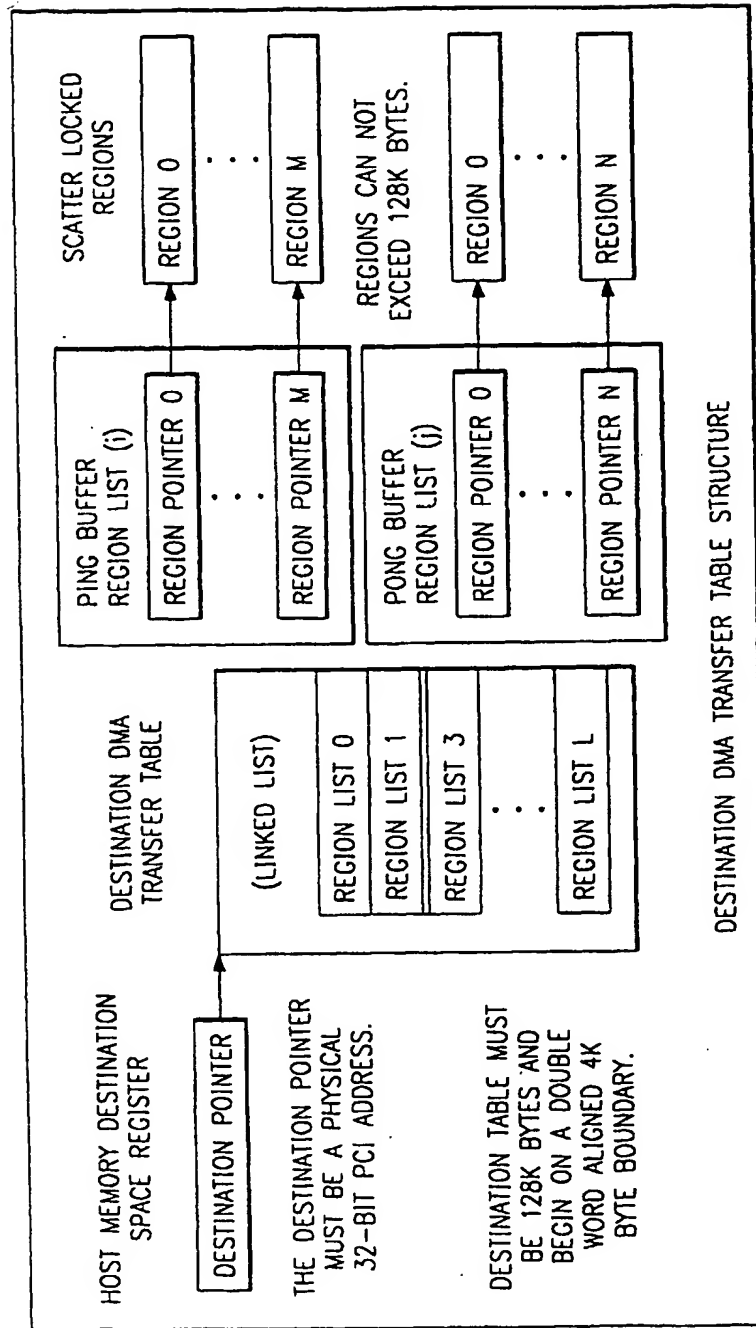 HOST MEMORY DESTINATION
SPACE REGISTER
DESTINATION POINTER
THE DESTINATION POINTER
MUST BE A PHYSICAL
32-BIT PCI ADDRESS.
DESTINATION TABLE MUST
BE 128K BYTES AND
BEGIN ON A DOUBLE
WORD ALIGNED 4K
BYTE BOUNDARY.
DESTINATION DMA
TRANSFER TABLE
(LINKED LIST)
REGION LIST 0
REGION LIST 1
REGION LIST 3
. . .
REGION LIST L
PING BUFFER
REGION LIST (i)
REGION POINTER 0
. . .
REGION POINTER M
PONG BUFFER
REGION LIST (j)
REGION POINTER 0
. . .
REGION POINTER N
SCATTER LOCKED
REGIONS
REGION 0
. . .
REGION M
REGIONS CAN NOT
EXCEED 128K BYTES.
REGION 0
. . .
REGION N
DESTINATION DMA TRANSFER TABLE STRUCTURE